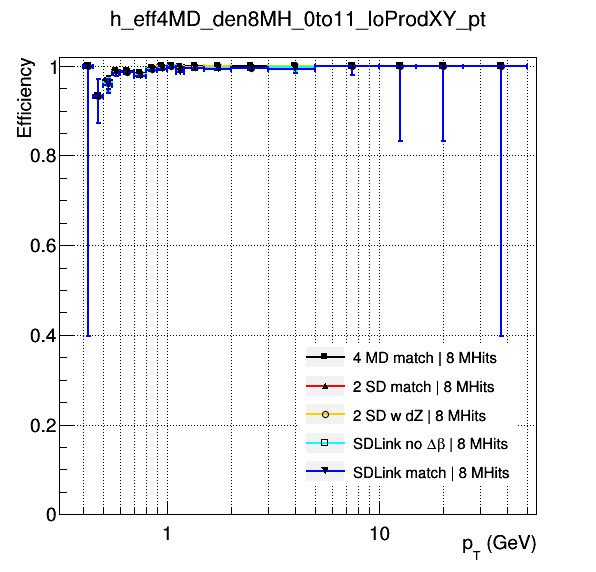 h_eff4MD_den8MH_0to11_loProdXY_pt
Efficiency
1
0.8
0.6
0.4
0.2
0
4 MD match | 8 MHits
2 SD match | 8 MHits
2 SD w dZ | 8 MHits
SDLink no Δβ | 8 MHits
SDLink match | 8 MHits
1
10
p_T (GeV)